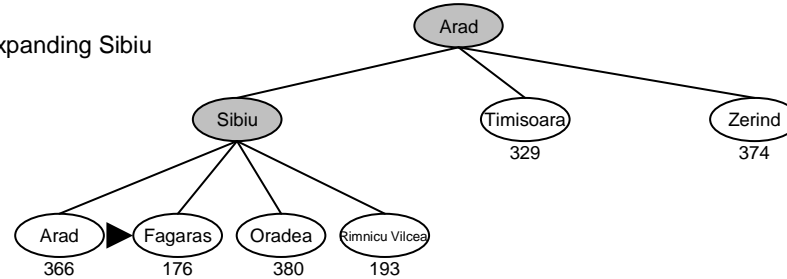 Arad
xpanding Sibiu
Sibiu Timisoara Zerind
329 374
Arad Fagaras Oradea Rimnicu Vilcea
366 176 380 193